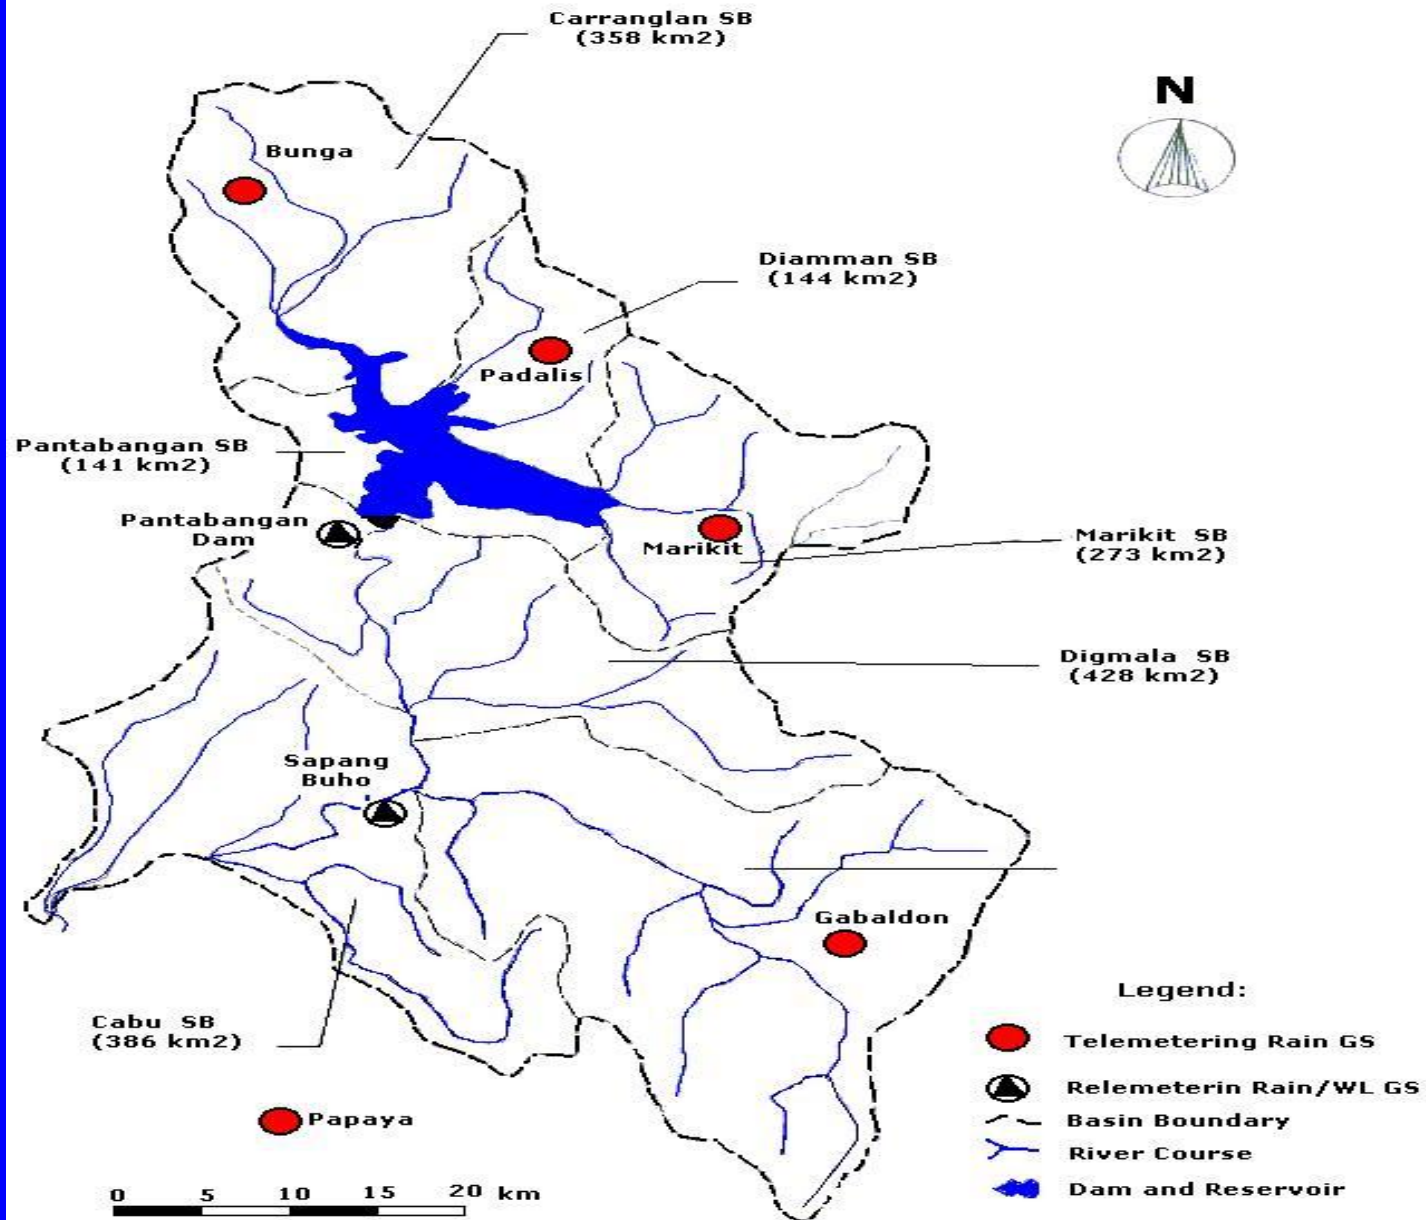 Carranglan SB
(358 km2)
N
Bunga
Diamman SB
(144 km2)
Padalis
Pantabangan SB
(141 km2)
Pantabangan
Dam
Marikit
Marikit SB
(273 km2)
Digmala SB
(428 km2)
Sapang
Buho
Gabaldon
Cabu SB
(386 km2)
Papaya
Legend:
Telemetering Rain GS
Relemeterin Rain/WL GS
Basin Boundary
River Course
Dam and Reservoir
0 5 10 15 20 km